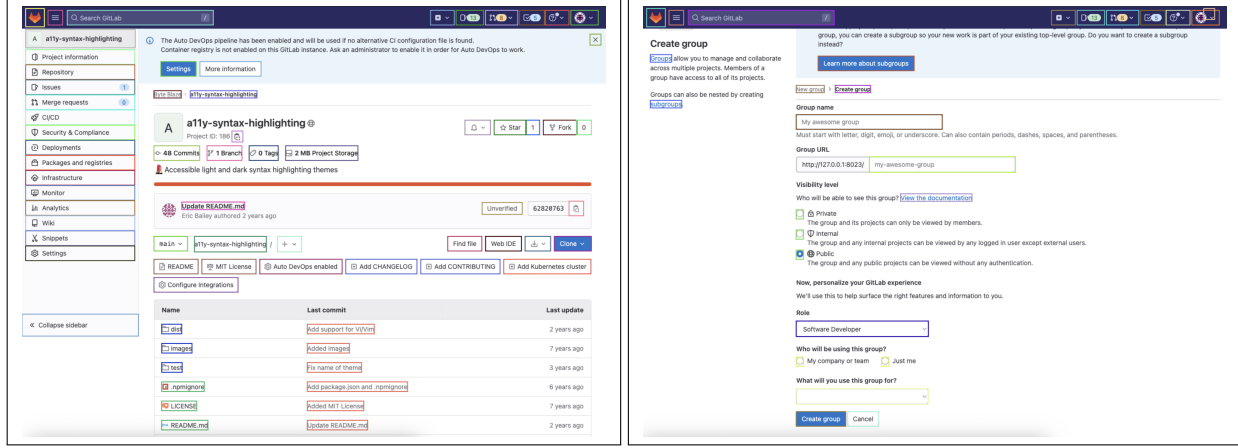 Search GitLab /
13 8 5
A a11y-syntax-highlighting
Project information
Repository
Issues 1
Merge requests 0
CI/CD
Security & Compliance
Deployments
Packages and registries
Infrastructure
Monitor
Analytics
Wiki
Snippets
Settings
Collapse sidebar
The Auto DevOps pipeline has been enabled and will be used if no alternative CI configuration file is found.
Container registry is not enabled on this GitLab instance. Ask an administrator to enable it in order for Auto DevOps to work.
Settings More information
Byte Blaze > a11y-syntax-highlighting
A a11y-syntax-highlighting
Project ID: 186
Star 1 Fork 0
48 Commits 1 Branch 0 Tags 2 MB Project Storage
Accessible light and dark syntax highlighting themes
Update README.md
Eric Bailey authored 2 years ago
Unverified 62820763
main a11y-syntax-highlighting / +
Find file Web IDE Clone
README MIT License Auto DevOps enabled Add CHANGELOG Add CONTRIBUTING Add Kubernetes cluster
Configure Integrations
Name Last commit Last update
dist Add support for Vi/Vim 2 years ago
images Added images 7 years ago
test Fix name of theme 3 years ago
.npmignore Add package.json and .npmignore 6 years ago
LICENSE Added MIT License 7 years ago
README.md Update README.md 2 years ago
Search GitLab /
13 8 5
Create group
Groups allow you to manage and collaborate
across multiple projects. Members of a
group have access to all of its projects.
Groups can also be nested by creating
subgroups.
group, you can create a subgroup so your new work is part of your existing top-level group. Do you want to create a subgroup
instead?
Learn more about subgroups
New group > Create group
Group name
My awesome group
Must start with letter, digit, emoji, or underscore. Can also contain periods, dashes, spaces, and parentheses.
Group URL
http://127.0.0.1:8023/ my-awesome-group
Visibility level
Who will be able to see this group? View the documentation
Private
The group and its projects can only be viewed by members.
Internal
The group and any internal projects can be viewed by any logged in user except external users.
Public
The group and any public projects can be viewed without any authentication.
Now, personalize your GitLab experience
We'll use this to help surface the right features and information to you.
Role
Software Developer
Who will be using this group?
My company or team Just me
What will you use this group for?
Create group Cancel